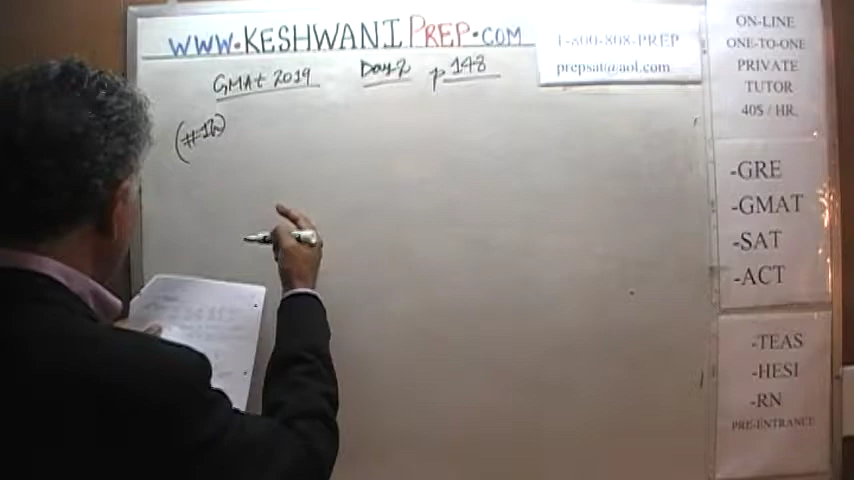 WWW.KESHWANIPREP.COM
1-800-808-PREP
prepsat@aol.com
GMAT 2019 Day-2 p 148
(#12)
ON-LINE
ONE-TO-ONE
PRIVATE
TUTOR
40$ / HR.
-GRE
-GMAT
-SAT
-ACT
-TEAS
-HESI
-RN
PRE-ENTRANCE